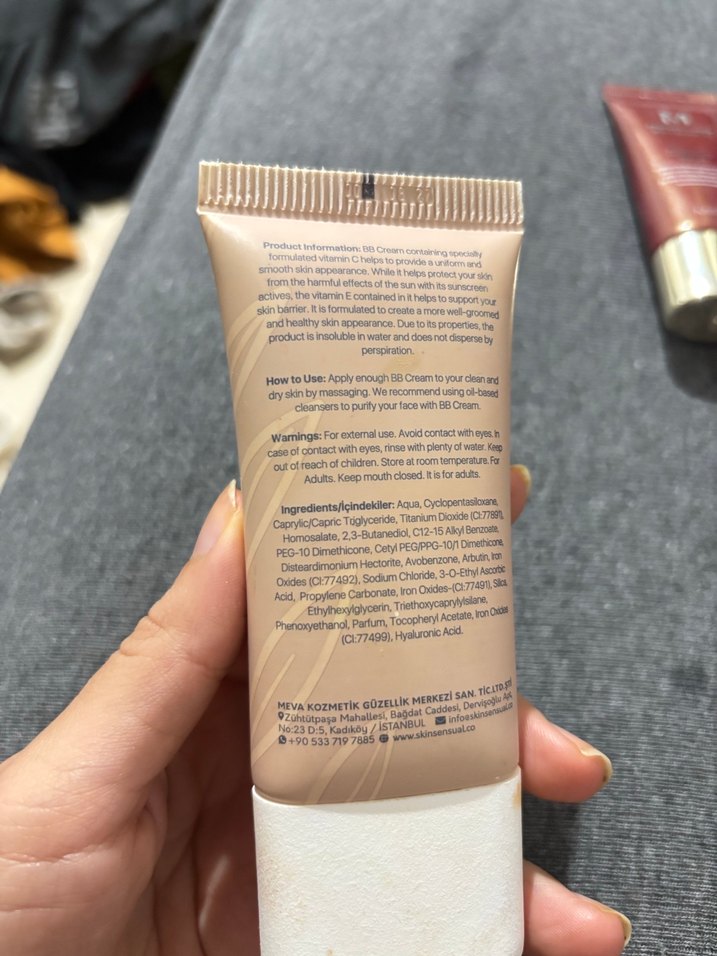 Product Information: BB Cream containing specially
formulated vitamin C helps to provide a uniform and
smooth skin appearance. While it helps protect your skin
from the harmful effects of the sun with its sunscreen
actives, the vitamin E contained in it helps to support your
skin barrier. It is formulated to create a more well-groomed
and healthy skin appearance. Due to its properties, the
product is insoluble in water and does not disperse by
perspiration.
How to Use: Apply enough BB Cream to your clean and
dry skin by massaging. We recommend using oil-based
cleansers to purify your face with BB Cream.
Warnings: For external use. Avoid contact with eyes. In
case of contact with eyes, rinse with plenty of water. Keep
out of reach of children. Store at room temperature. For
Adults. Keep mouth closed. It is for adults.
Ingredients/İçindekiler: Aqua, Cyclopentasiloxane,
Caprylic/Capric Triglyceride, Titanium Dioxide (CI:77891),
Homosalate, 2,3-Butanediol, C12-15 Alkyl Benzoate,
PEG-10 Dimethicone, Cetyl PEG/PPG-10/1 Dimethicone,
Disteardimonium Hectorite, Avobenzone, Arbutin, Iron
Oxides (CI:77492), Sodium Chloride, 3-O-Ethyl Ascorbic
Acid, Propylene Carbonate, Iron Oxides-(CI:77491), Silica,
Ethylhexylglycerin, Triethoxycaprylylsilane,
Phenoxyethanol, Parfum, Tocopheryl Acetate, Iron Oxides
(CI:77499), Hyaluronic Acid.
MEVA KOZMETİK GÜZELLİK MERKEZİ SAN. TİC.LTD.ŞTİ
Zühtütpaşa Mahallesi, Bağdat Caddesi, Dervişoğlu Apt,
No:23 D:5, Kadıköy / İSTANBUL info@skinsensual.co
+90 533 719 7885 www.skinsensual.co
M